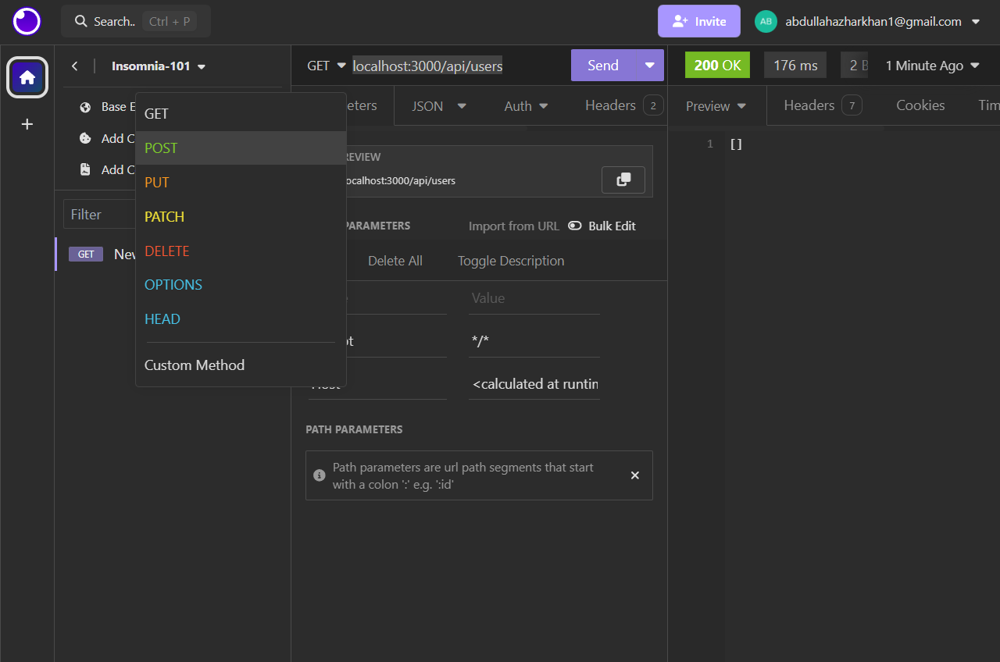 Search.. Ctrl + P
Invite
AB
abdullahazharkhan1@gmail.com
Insomnia-101
GET
localhost:3000/api/users
Send
200 OK
176 ms
2 B
1 Minute Ago
Base E
Add C
Add C
Filter
GET
New
GET
POST
PUT
PATCH
DELETE
OPTIONS
HEAD
Custom Method
eters
JSON
Auth
Headers 2
REVIEW
ocalhost:3000/api/users
PARAMETERS
Import from URL
Bulk Edit
Delete All
Toggle Description
Value
pt
*/*
Host
<calculated at runtin
PATH PARAMETERS
Path parameters are url path segments that start
with a colon ':' e.g. ':id'
Preview
Headers 7
Cookies
Tim
1
[]